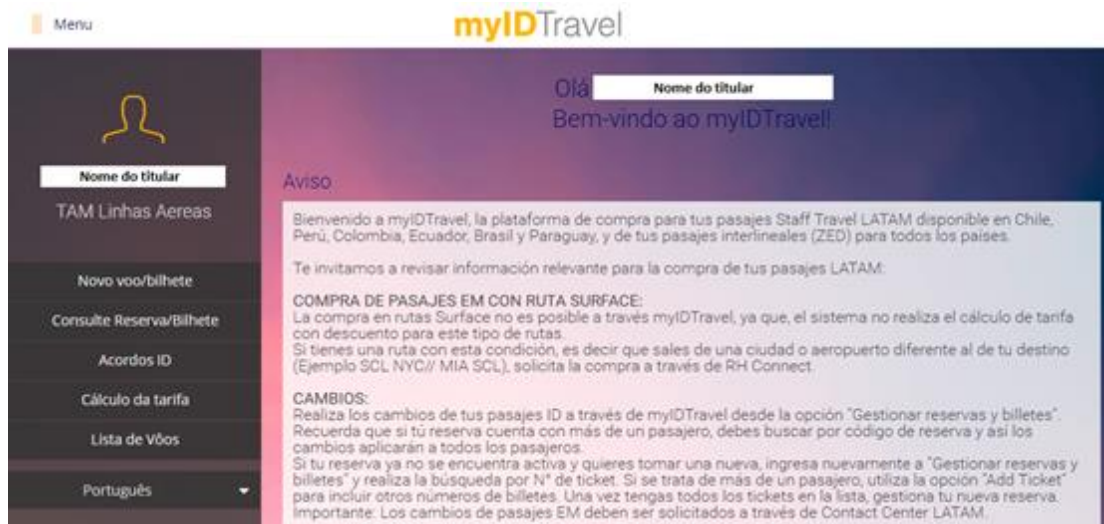 Menu
myIDTravel
Nome do titular
TAM Linhas Aereas
Novo voo/bilhete
Consulte Reserva/Bilhete
Acordos ID
Cálculo da tarifa
Lista de Vôos
Português
Olá Nome do titular
Bem-vindo ao myIDTravel!
Aviso
Bienvenido a myIDTravel, la plataforma de compra para tus pasajes Staff Travel LATAM disponible en Chile,
Perú, Colombia, Ecuador, Brasil y Paraguay, y de tus pasajes interlineales (ZED) para todos los países.
Te invitamos a revisar información relevante para la compra de tus pasajes LATAM:
COMPRA DE PASAJES EM CON RUTA SURFACE:
La compra en rutas Surface no es posible a través myIDTravel, ya que, el sistema no realiza el cálculo de tarifa
con descuento para este tipo de rutas.
Si tienes una ruta con esta condición, es decir que sales de una ciudad o aeropuerto diferente al de tu destino
(Ejemplo SCL NYC// MIA SCL), solicita la compra a través de RH Connect.
CAMBIOS:
Realiza los cambios de tus pasajes ID a través de myIDTravel desde la opción "Gestionar reservas y billetes".
Recuerda que si tú reserva cuenta con más de un pasajero, debes buscar por código de reserva y así los
cambios aplicarán a todos los pasajeros.
Si tu reserva ya no se encuentra activa y quieres tomar una nueva, ingresa nuevamente a "Gestionar reservas y
billetes" y realiza la búsqueda por N° de ticket. Si se trata de más de un pasajero, utiliza la opción "Add Ticket"
para incluir otros números de billetes. Una vez tengas todos los tickets en la lista, gestiona tu nueva reserva.
Importante: Los cambios de pasajes EM deben ser solicitados a través de Contact Center LATAM.